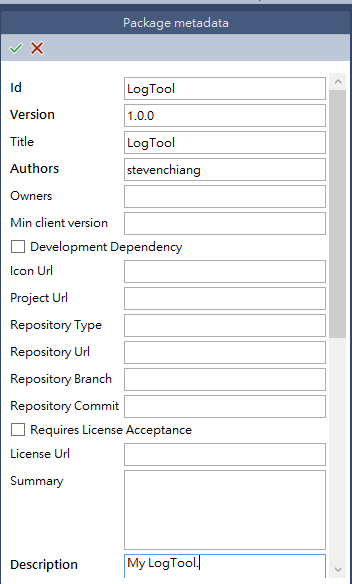 Package metadata
Id LogTool
Version 1.0.0
Title LogTool
Authors stevenchiang
Owners
Min client version
Development Dependency
Icon Url
Project Url
Repository Type
Repository Url
Repository Branch
Repository Commit
Requires License Acceptance
License Url
Summary
Description My LogTool.